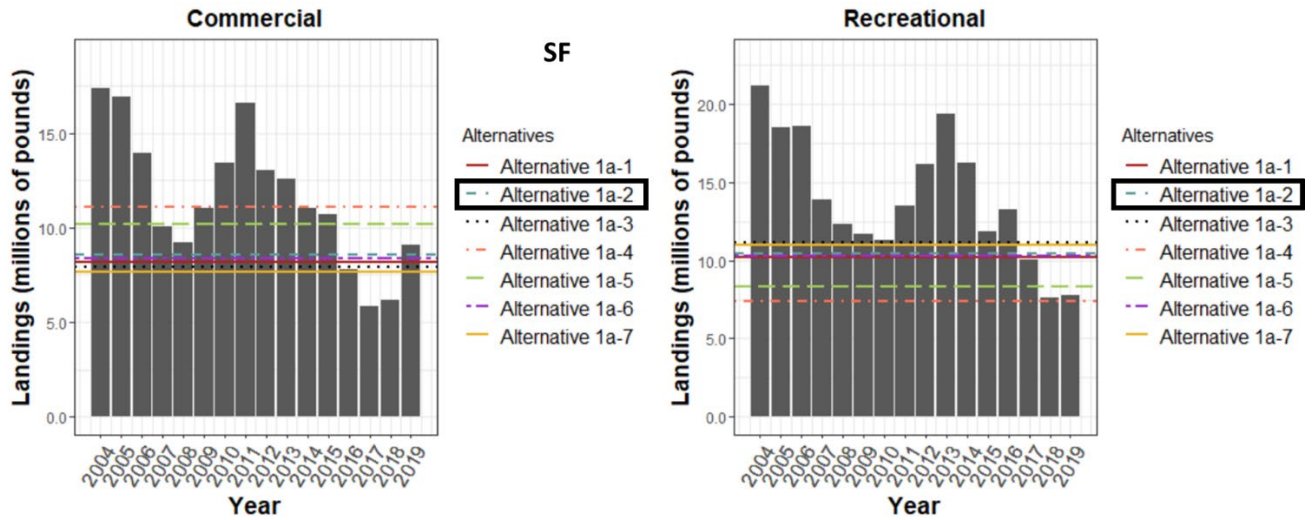 Commercial
Landings (millions of pounds)
15.0
10.0
5.0
0.0
2004
2005
2006
2007
2008
2009
2010
2011
2012
2013
2014
2015
2016
2017
2018
2019
Year
SF
Alternatives
Alternative 1a-1
Alternative 1a-2
Alternative 1a-3
Alternative 1a-4
Alternative 1a-5
Alternative 1a-6
Alternative 1a-7
Recreational
Landings (millions of pounds)
20.0
15.0
10.0
5.0
0.0
2004
2005
2006
2007
2008
2009
2010
2011
2012
2013
2014
2015
2016
2017
2018
2019
Year
Alternatives
Alternative 1a-1
Alternative 1a-2
Alternative 1a-3
Alternative 1a-4
Alternative 1a-5
Alternative 1a-6
Alternative 1a-7